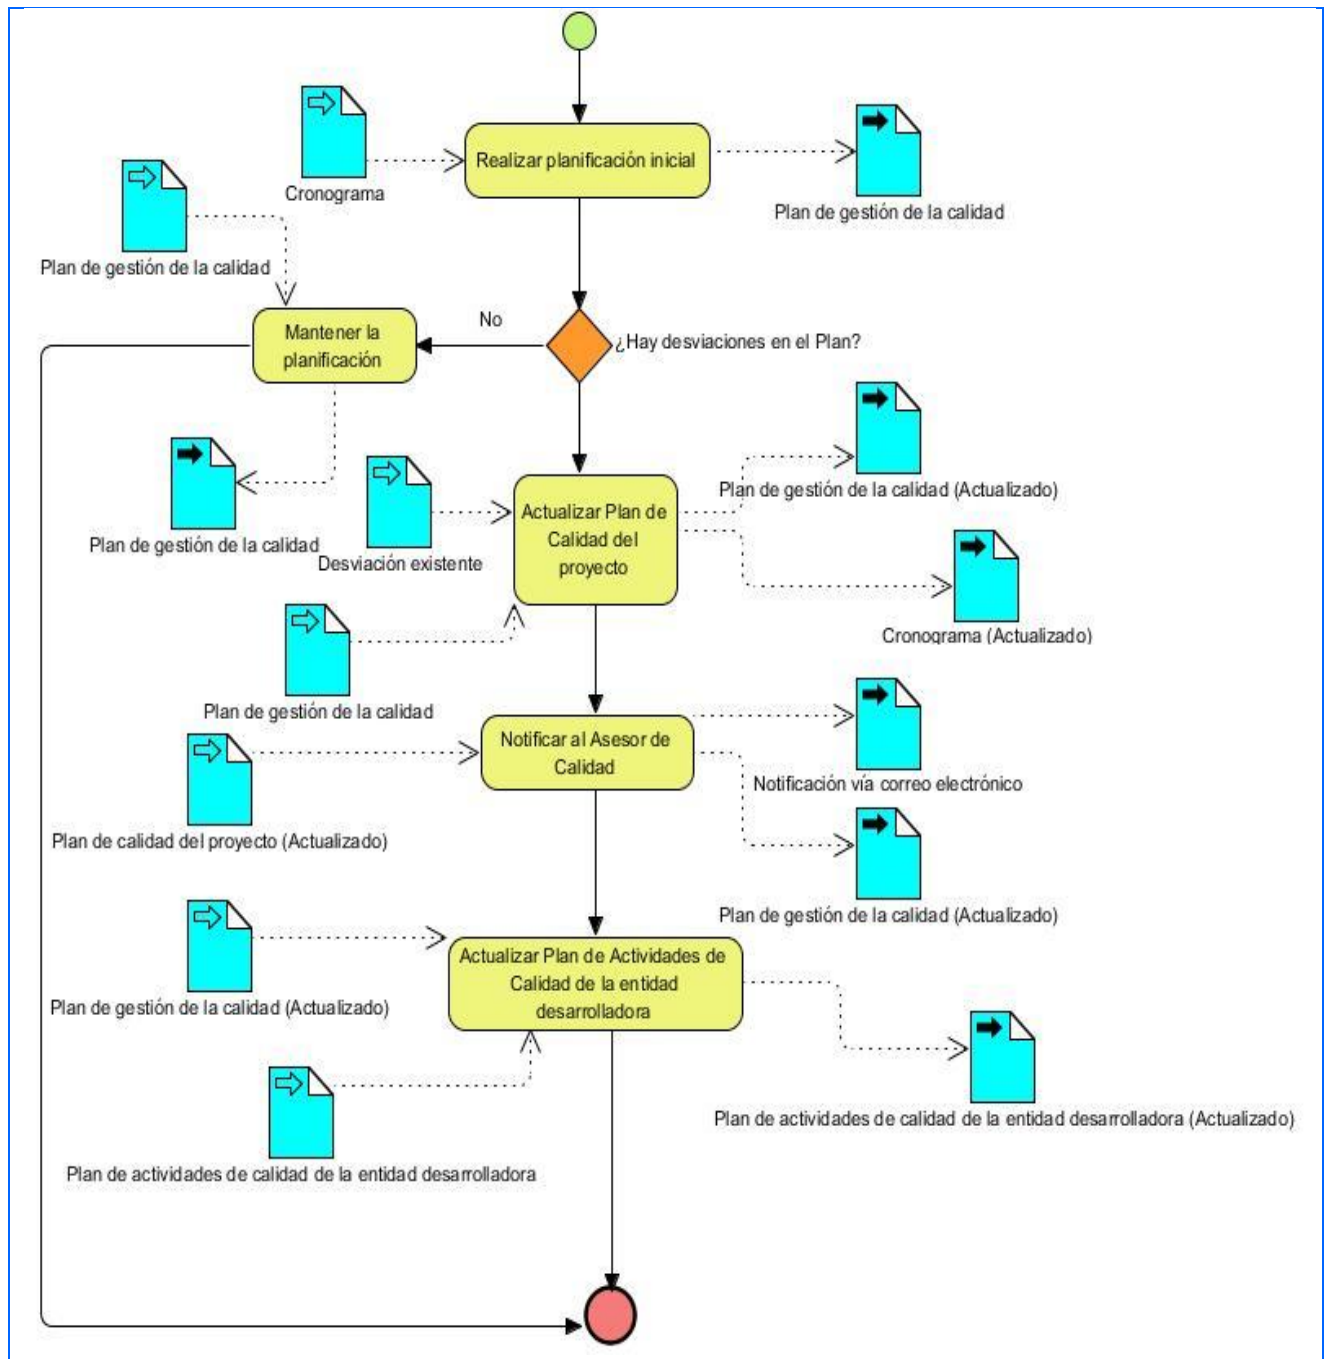 Realizar planificación inicial
Cronograma
Plan de gestión de la calidad
Plan de gestión de la calidad
Mantener la
planificación
No
¿Hay desviaciones en el Plan?
Plan de gestión de la calidad (Actualizado)
Actualizar Plan de
Calidad del
proyecto
Plan de gestión de la calidad
Desviación existente
Cronograma (Actualizado)
Plan de gestión de la calidad
Notificar al Asesor de
Calidad
Notificación vía correo electrónico
Plan de calidad del proyecto (Actualizado)
Plan de gestión de la calidad (Actualizado)
Actualizar Plan de Actividades de
Calidad de la entidad
desarrolladora
Plan de gestión de la calidad (Actualizado)
Plan de actividades de calidad de la entidad desarrolladora (Actualizado)
Plan de actividades de calidad de la entidad desarrolladora